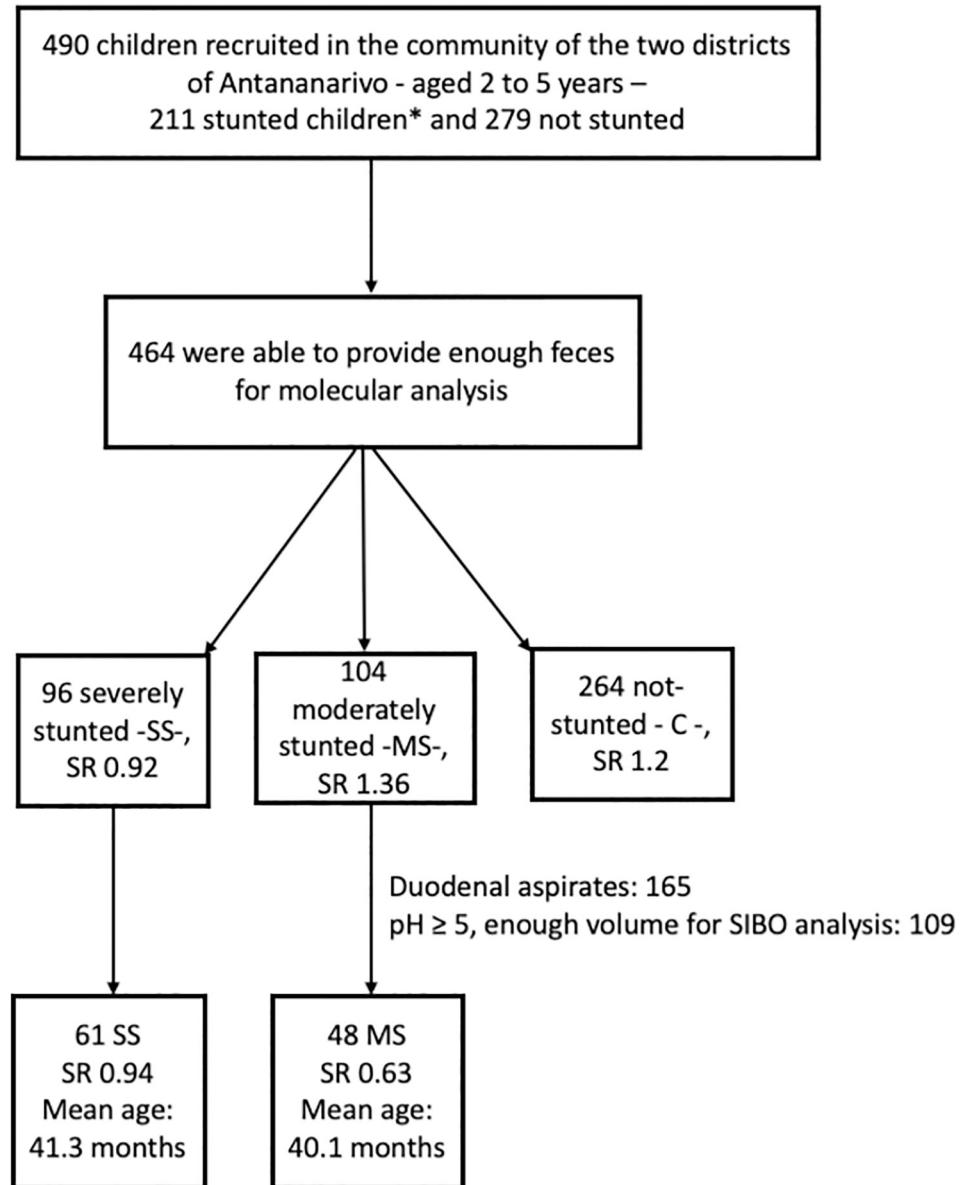 490 children recruited in the community of the two districts
of Antananarivo - aged 2 to 5 years –
211 stunted children* and 279 not stunted
464 were able to provide enough feces
for molecular analysis
96 severely
stunted -SS-,
SR 0.92
104
moderately
stunted -MS-,
SR 1.36
264 not-
stunted - C -,
SR 1.2
Duodenal aspirates: 165
pH ≥ 5, enough volume for SIBO analysis: 109
61 SS
SR 0.94
Mean age:
41.3 months
48 MS
SR 0.63
Mean age:
40.1 months